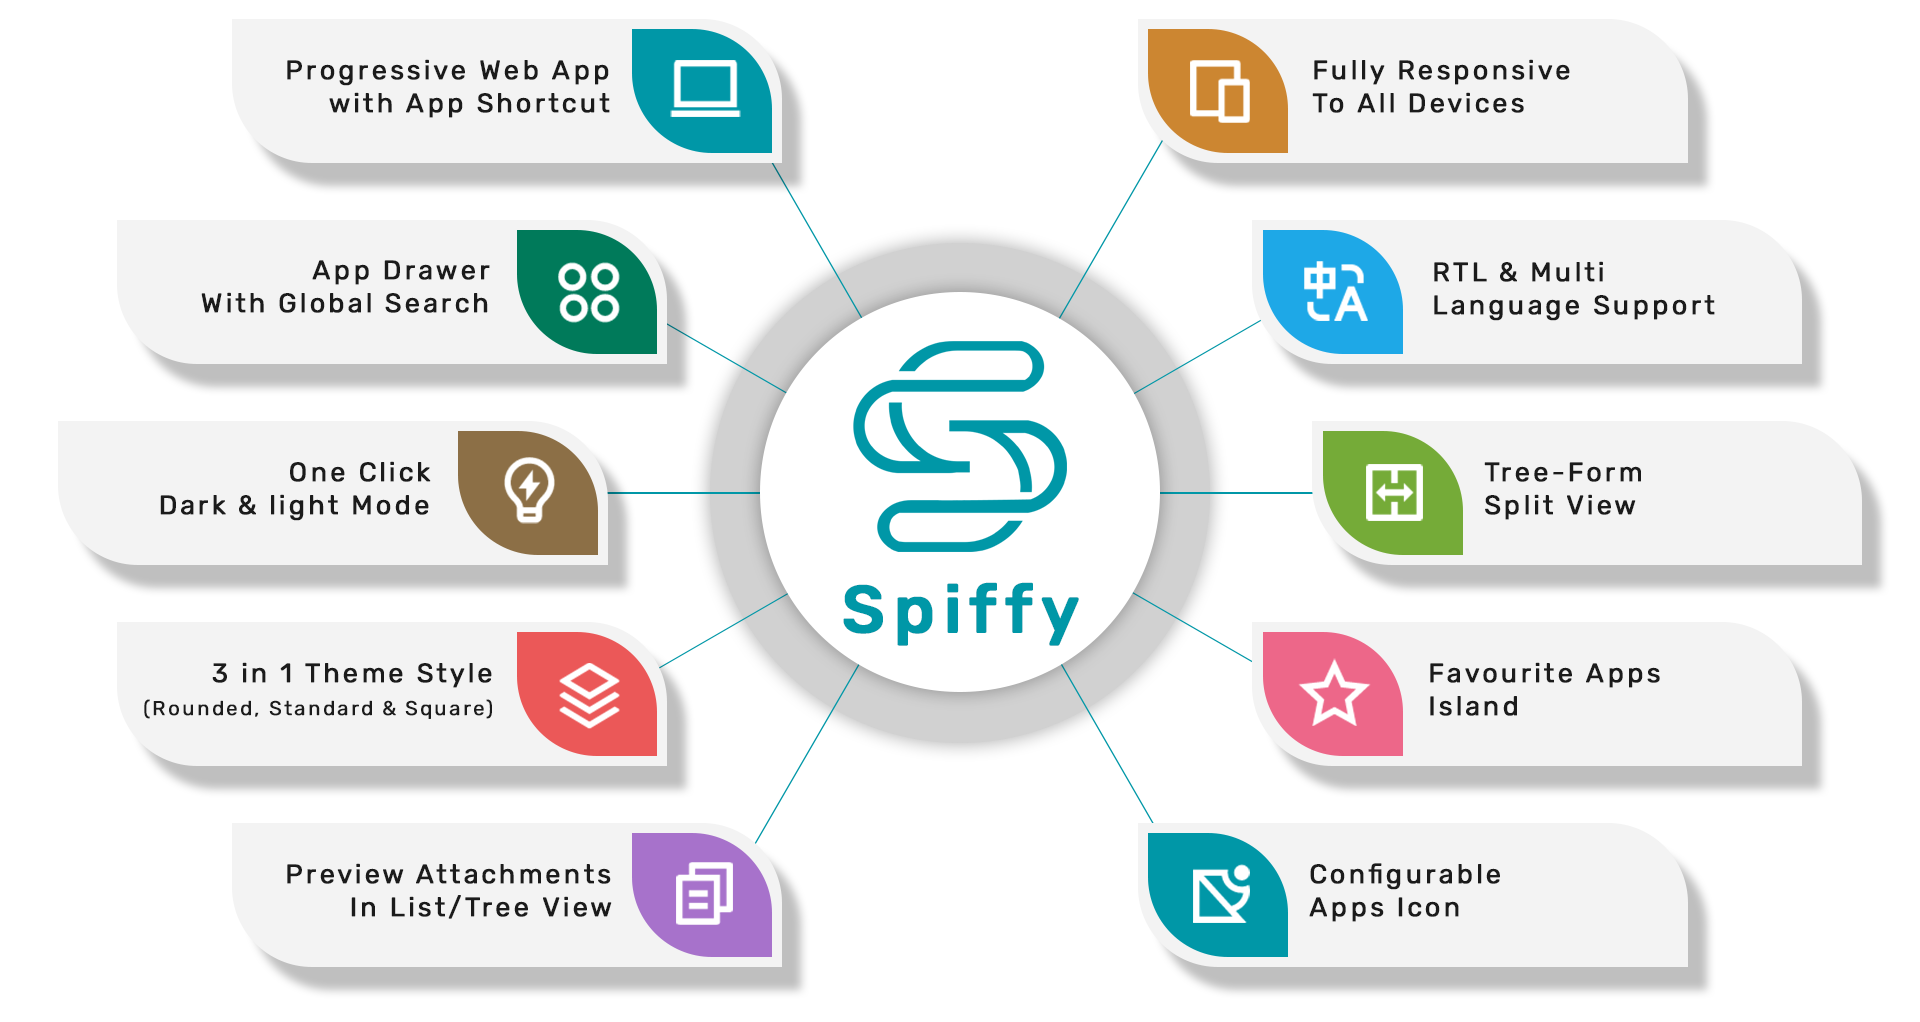 Progressive Web App
with App Shortcut
Fully Responsive
To All Devices
App Drawer
With Global Search
RTL & Multi
Language Support
One Click
Dark & light Mode
Tree-Form
Split View
Spiffy
3 in 1 Theme Style
(Rounded, Standard & Square)
Favourite Apps
Island
Preview Attachments
In List/Tree View
Configurable
Apps Icon